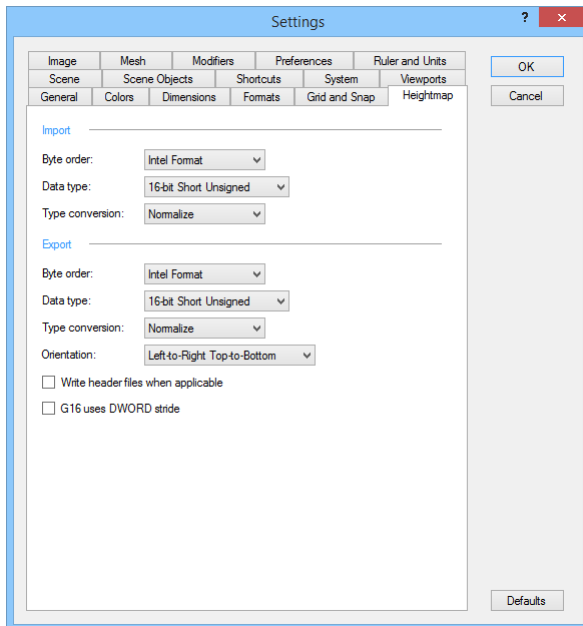 Settings
?
Image Mesh Modifiers Preferences Ruler and Units
Scene Scene Objects Shortcuts System Viewports
General Colors Dimensions Formats Grid and Snap Heightmap
OK
Cancel
Import
Byte order: Intel Format
Data type: 16-bit Short Unsigned
Type conversion: Normalize
Export
Byte order: Intel Format
Data type: 16-bit Short Unsigned
Type conversion: Normalize
Orientation: Left-to-Right Top-to-Bottom
Write header files when applicable
G16 uses DWORD stride
Defaults